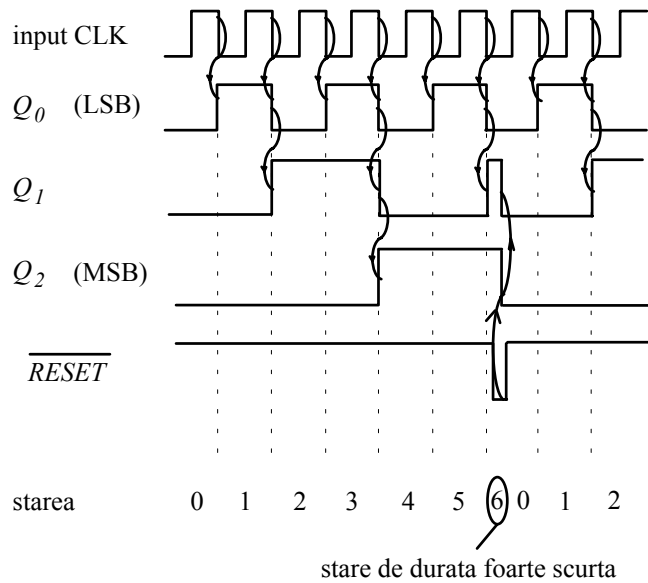 input CLK
Q0 (LSB)
Q1
Q2 (MSB)
RESET
starea 0 1 2 3 4 5 6 0 1 2
stare de durata foarte scurta